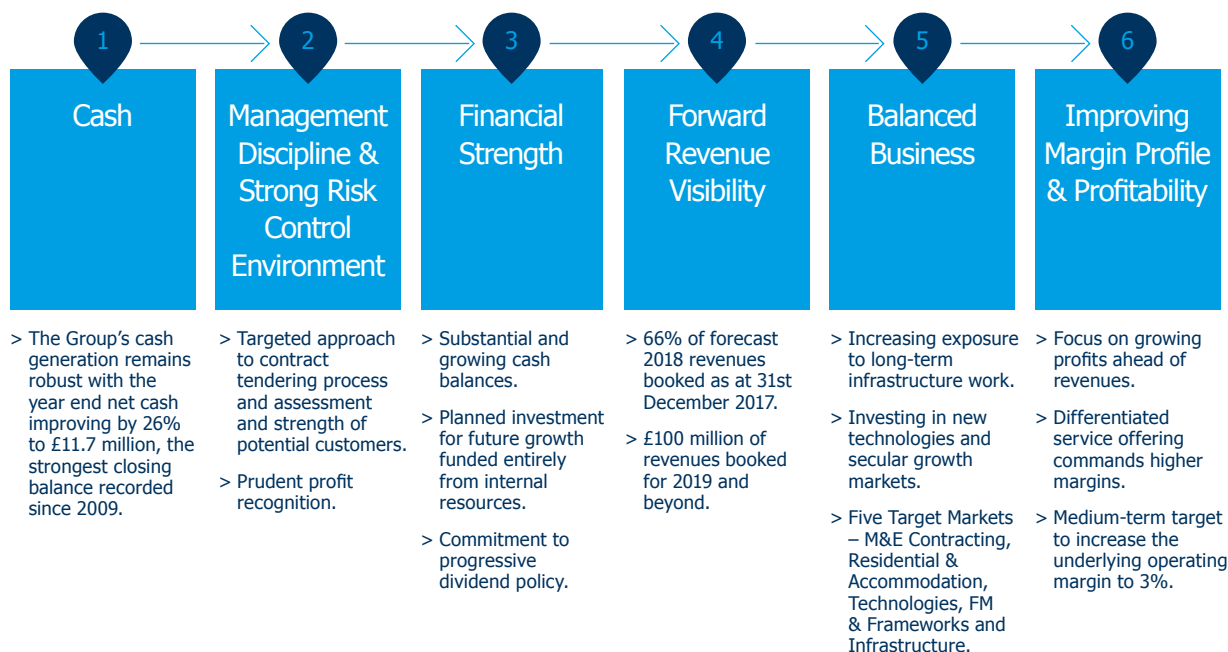 1
Cash
> The Group's cash
generation remains
robust with the
year end net cash
improving by 26%
to £11.7 million, the
strongest closing
balance recorded
since 2009.
2
Management
Discipline &
Strong Risk
Control
Environment
> Targeted approach
to contract
tendering process
and assessment
and strength of
potential customers.
> Prudent profit
recognition.
3
Financial
Strength
> Substantial and
growing cash
balances.
> Planned investment
for future growth
funded entirely
from internal
resources.
> Commitment to
progressive
dividend policy.
4
Forward
Revenue
Visibility
> 66% of forecast
2018 revenues
booked as at 31st
December 2017.
> £100 million of
revenues booked
for 2019 and
beyond.
5
Balanced
Business
> Increasing exposure
to long-term
infrastructure work.
> Investing in new
technologies and
secular growth
markets.
> Five Target Markets
– M&E Contracting,
Residential &
Accommodation,
Technologies, FM
& Frameworks and
Infrastructure.
6
Improving
Margin Profile
& Profitability
> Focus on growing
profits ahead of
revenues.
> Differentiated
service offering
commands higher
margins.
> Medium-term target
to increase the
underlying operating
margin to 3%.